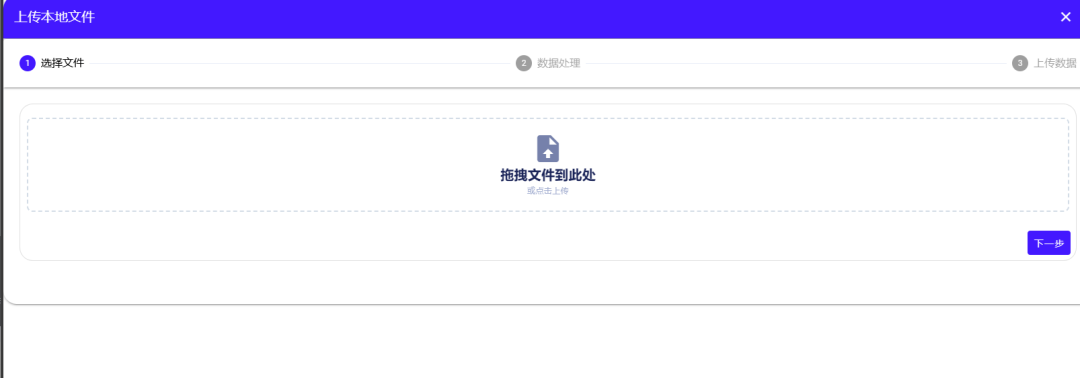 上传本地文件
1 选择文件
2 数据处理
3 上传数据
拖拽文件到此处
或点击上传
下一步